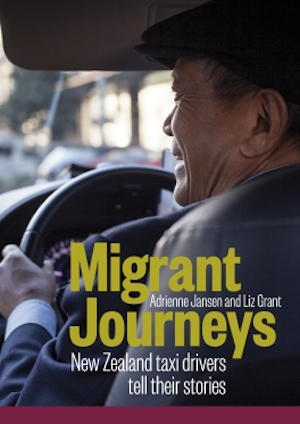 Migrant
Adrienne Jansen and Liz Grant
Journeys
New Zealand taxi drivers
tell their stories